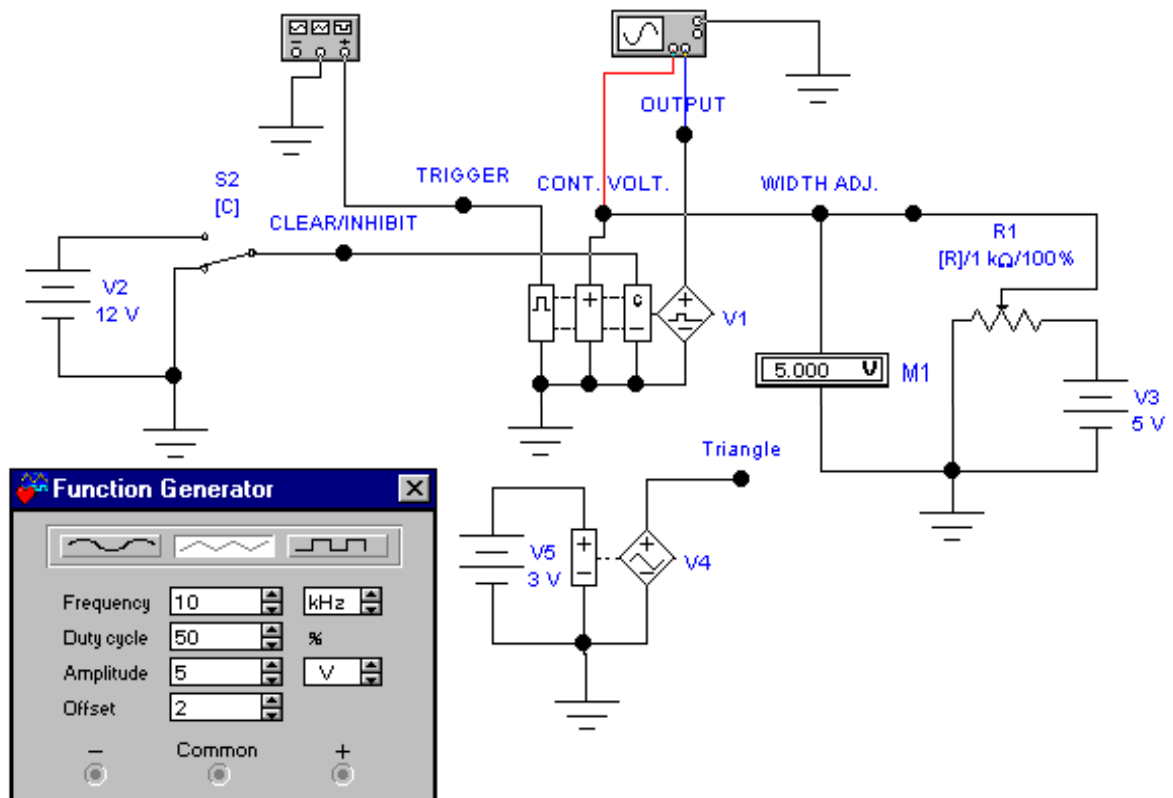 OUTPUT
S2
[C]
TRIGGER
CONT. VOLT.
WIDTH ADJ.
CLEAR/INHIBIT
R1
[R]/1 kΩ/100%
V2
12 V
C
V1
5.000 V
M1
V3
5 V
Triangle
V5
3 V
V4
Function Generator
Frequency 10 kHz
Duty cycle 50 %
Amplitude 5 V
Offset 2
− Common +